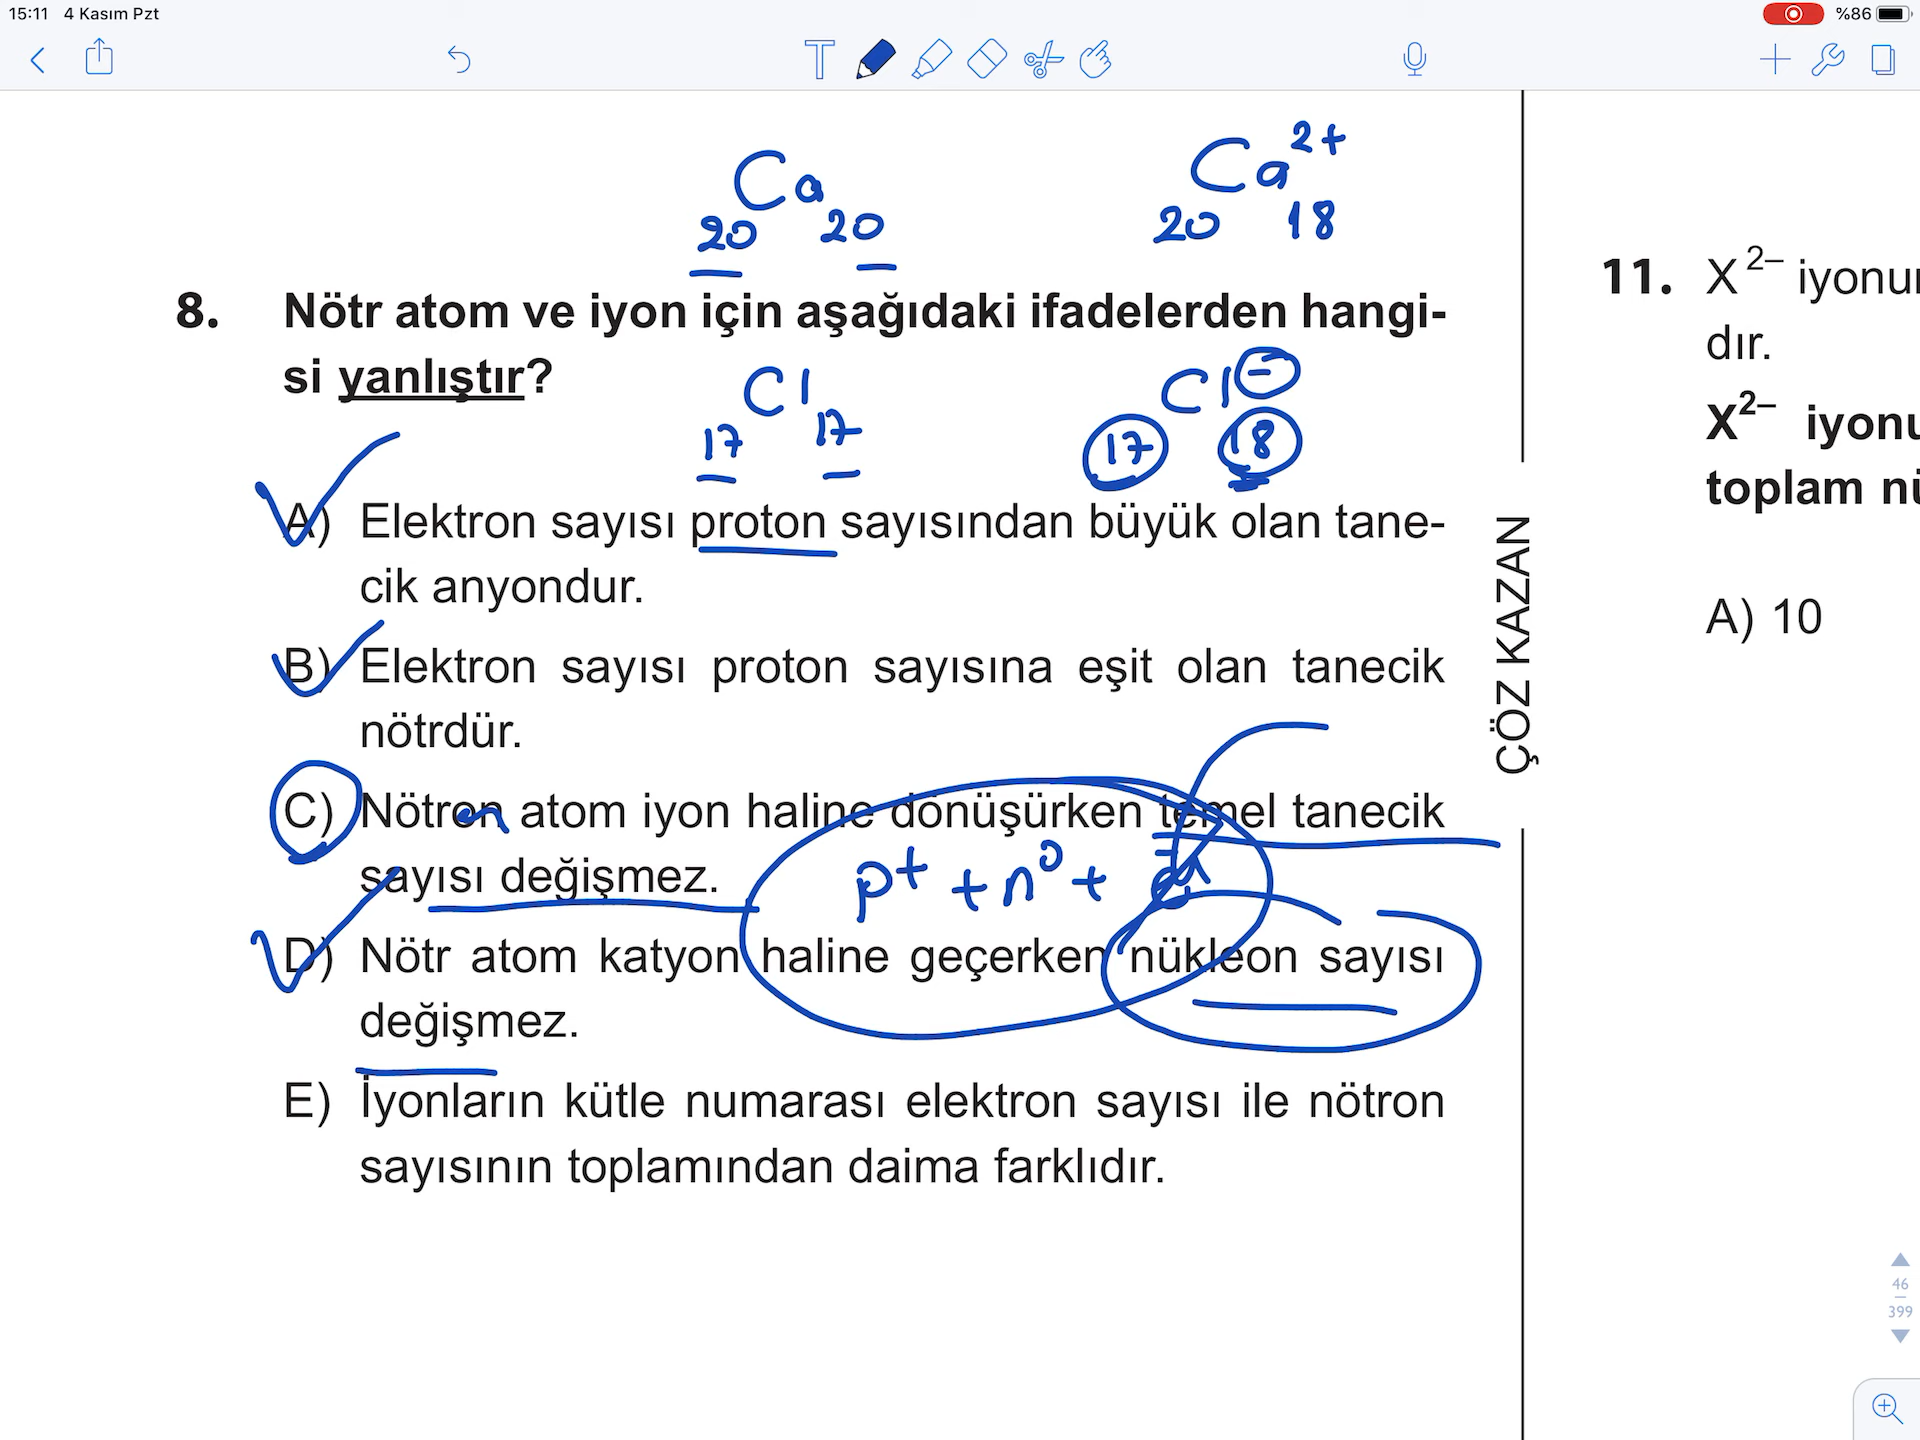 15:11 4 Kasım Pzt
%86
T
Ca
20 20
Ca2+
20 18
8. Nötr atom ve iyon için aşağıdaki ifadelerden hangi-
si yanlıştır?
Cl
17 17
Cl−
17 18
A) Elektron sayısı proton sayısından büyük olan tane-
cik anyondur.
B) Elektron sayısı proton sayısına eşit olan tanecik
nötrdür.
C) Nötron atom iyon haline dönüşürken temel tanecik
sayısı değişmez.
p+ + n0 +
D) Nötr atom katyon haline geçerken nükleon sayısı
değişmez.
E) İyonların kütle numarası elektron sayısı ile nötron
sayısının toplamından daima farklıdır.
ÇÖZ KAZAN
11. X2– iyonu
dır.
X2– iyonu
toplam nü
A) 10
46
399